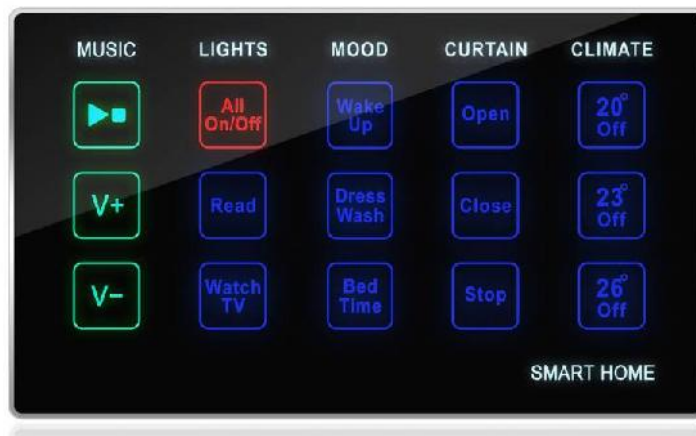 MUSIC LIGHTS MOOD CURTAIN CLIMATE
All On/Off
Wake Up
Open
20° Off
V+
Read
Dress Wash
Close
23° Off
V-
Watch TV
Bed Time
Stop
26° Off
SMART HOME